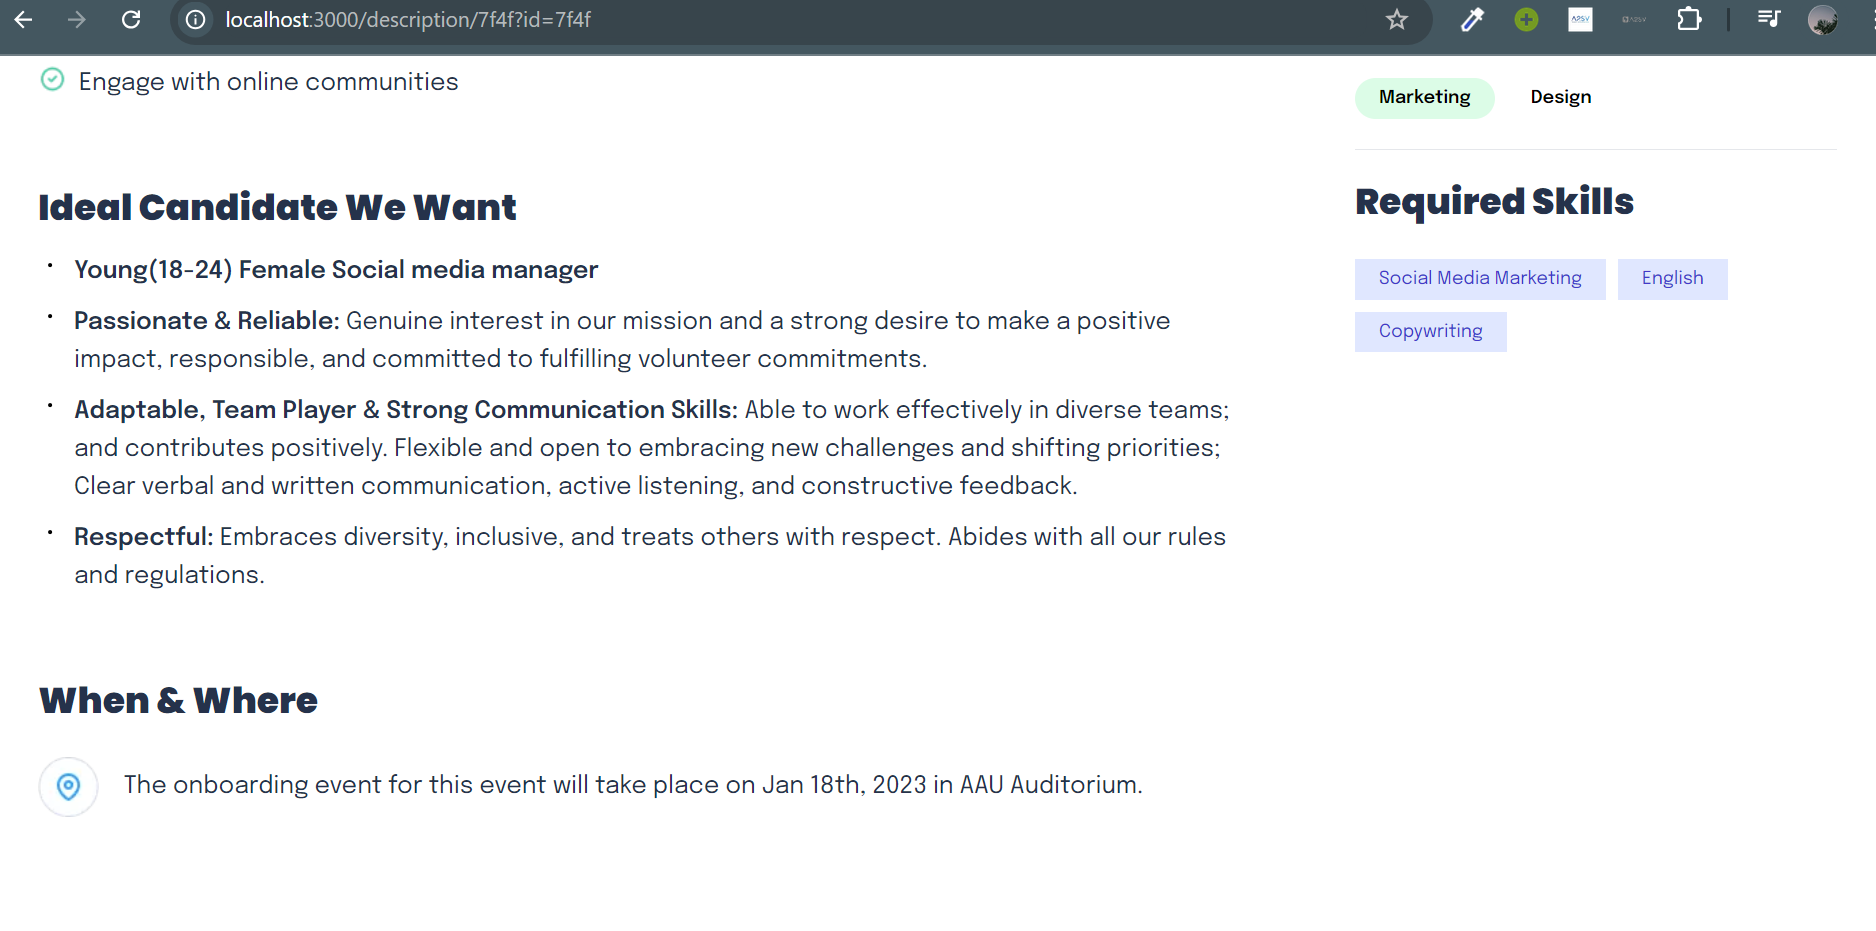 localhost:3000/description/7f4f?id=7f4f
Engage with online communities
Ideal Candidate We Want
Young(18-24) Female Social media manager
Passionate & Reliable: Genuine interest in our mission and a strong desire to make a positive
impact, responsible, and committed to fulfilling volunteer commitments.
Adaptable, Team Player & Strong Communication Skills: Able to work effectively in diverse teams;
and contributes positively. Flexible and open to embracing new challenges and shifting priorities;
Clear verbal and written communication, active listening, and constructive feedback.
Respectful: Embraces diversity, inclusive, and treats others with respect. Abides with all our rules
and regulations.
When & Where
The onboarding event for this event will take place on Jan 18th, 2023 in AAU Auditorium.
Marketing Design
Required Skills
Social Media Marketing English
Copywriting